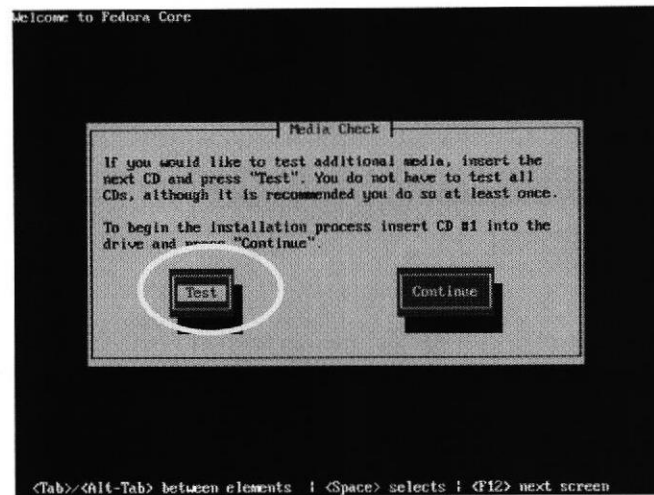 Welcome to Fedora Core
Media Check
If you would like to test additional media, insert the
next CD and press "Test". You do not have to test all
CDs, although it is recommended you do so at least once.
To begin the installation process insert CD #1 into the
drive and press "Continue".
Test
Continue
<Tab>/<Alt-Tab> between elements | <Space> selects | <F12> next screen